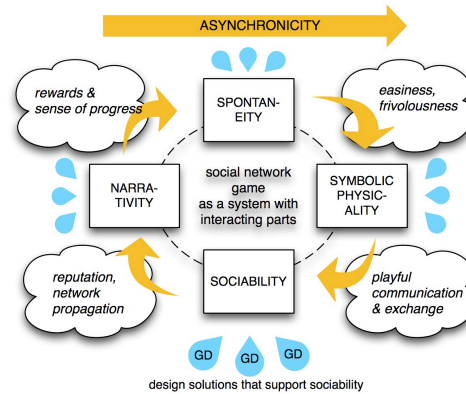 ASYNCHRONICITY
rewards &
sense of progress
SPONTAN-
EITY
easiness,
frivolousness
NARRA-
TIVITY
social network
game
as a system with
interacting parts
SYMBOLIC
PHYSIC-
ALITY
reputation,
network
propagation
SOCIABILITY
playful
communication
& exchange
GD
GD
GD
design solutions that support sociability